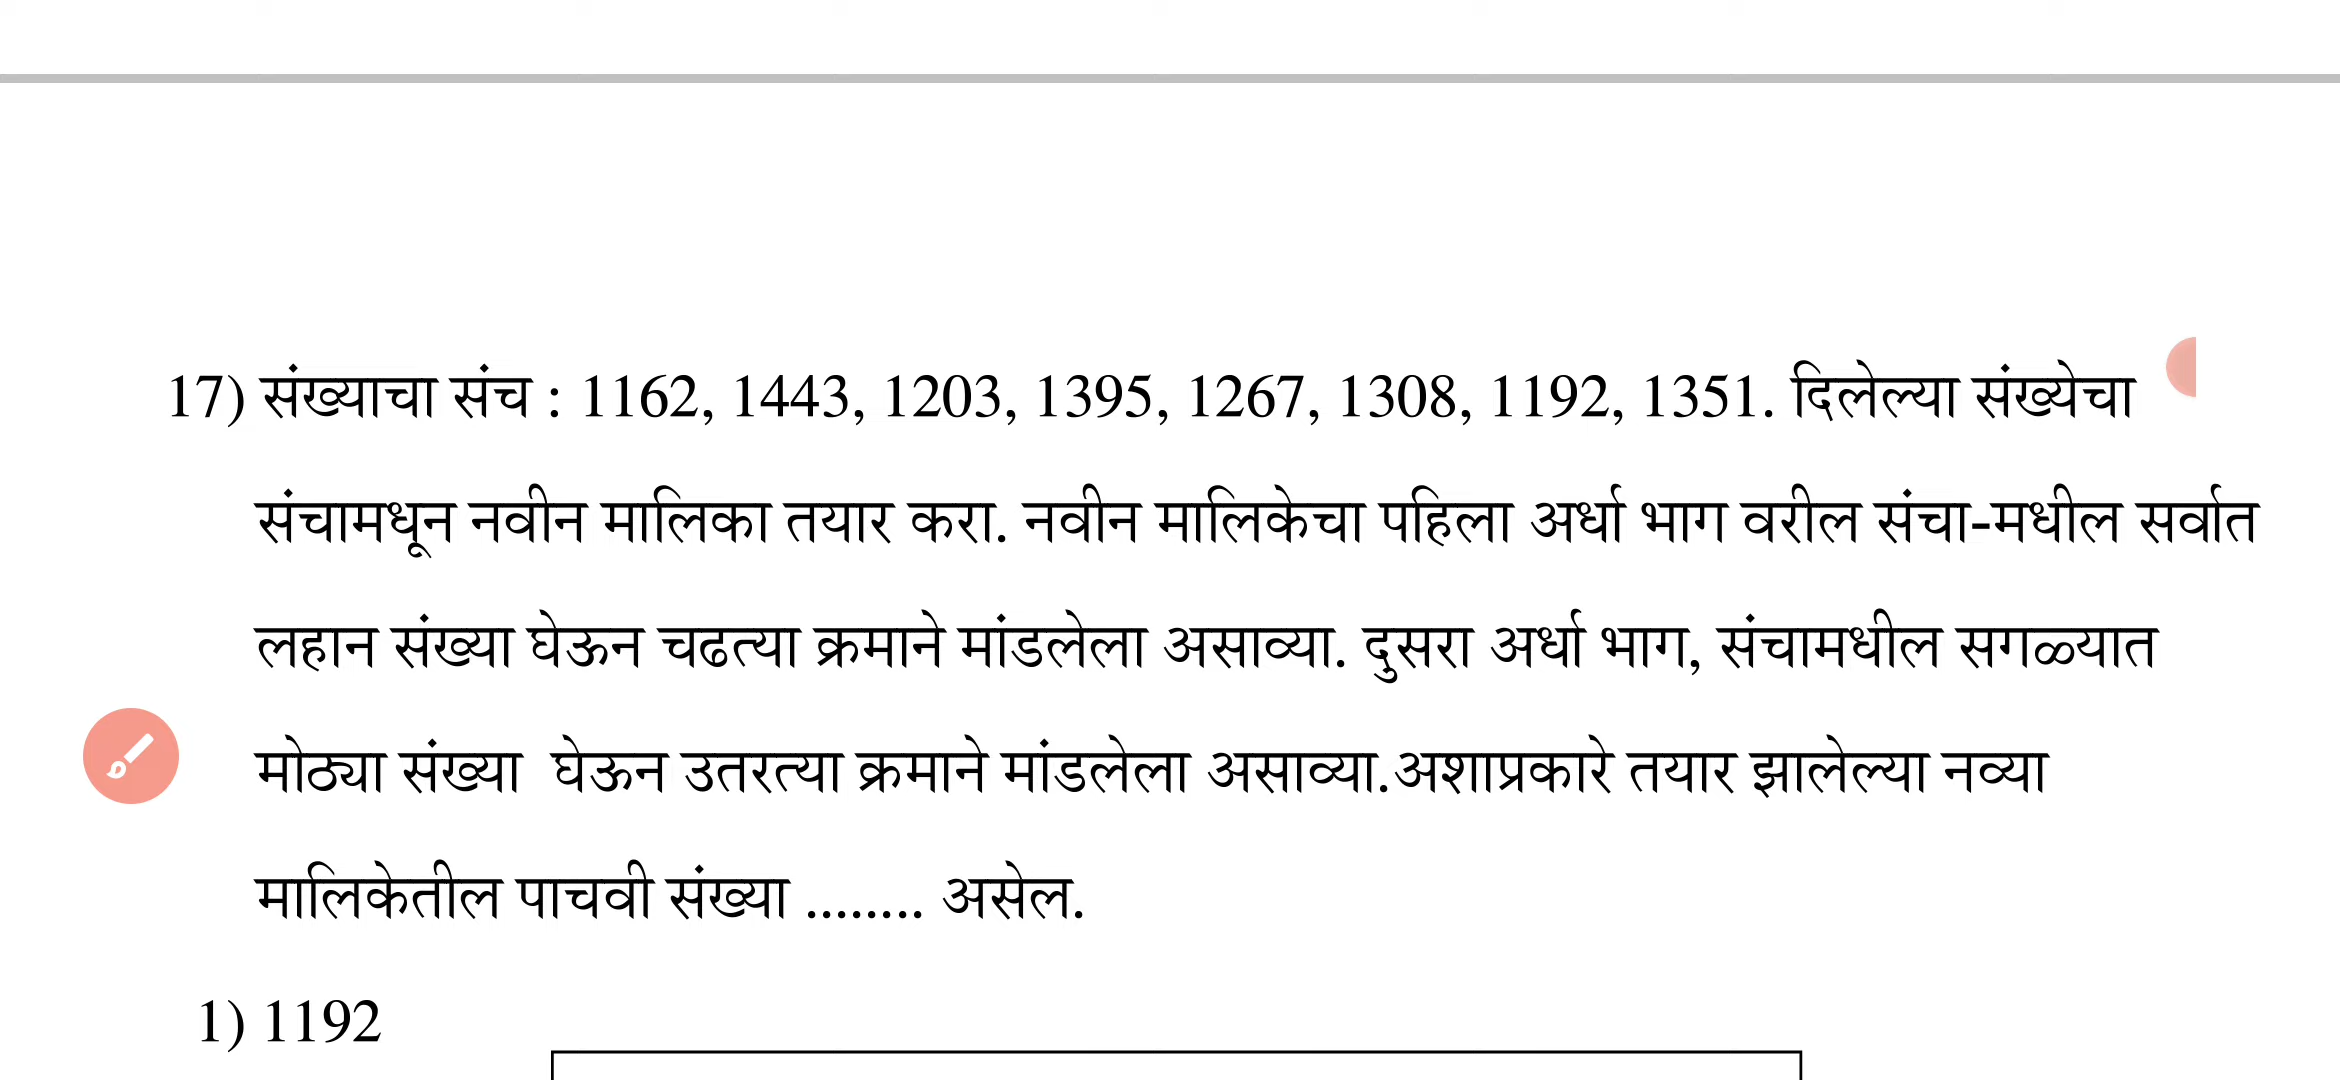 17) संख्याचा संच : 1162, 1443, 1203, 1395, 1267, 1308, 1192, 1351. दिलेल्या संख्येचा
संचामधून नवीन मालिका तयार करा. नवीन मालिकेचा पहिला अर्धा भाग वरील संचा-मधील सर्वात
लहान संख्या घेऊन चढत्या क्रमाने मांडलेला असाव्या. दुसरा अर्धा भाग, संचामधील सगळ्यात
मोठ्या संख्या घेऊन उतरत्या क्रमाने मांडलेला असाव्या.अशाप्रकारे तयार झालेल्या नव्या
मालिकेतील पाचवी संख्या ........ असेल.
1) 1192